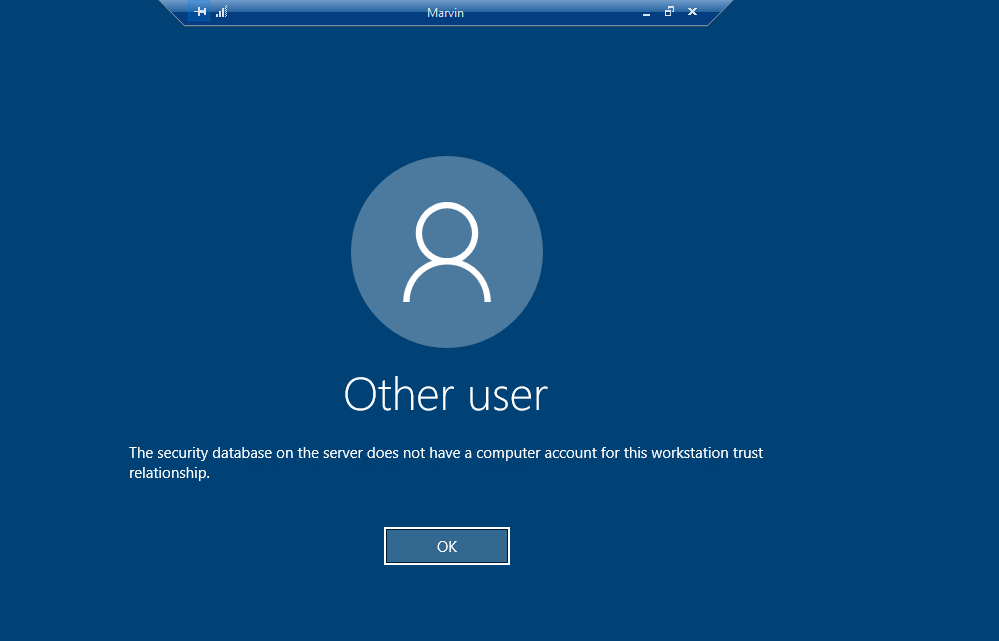 Marvin
Other user
The security database on the server does not have a computer account for this workstation trust
relationship.
OK